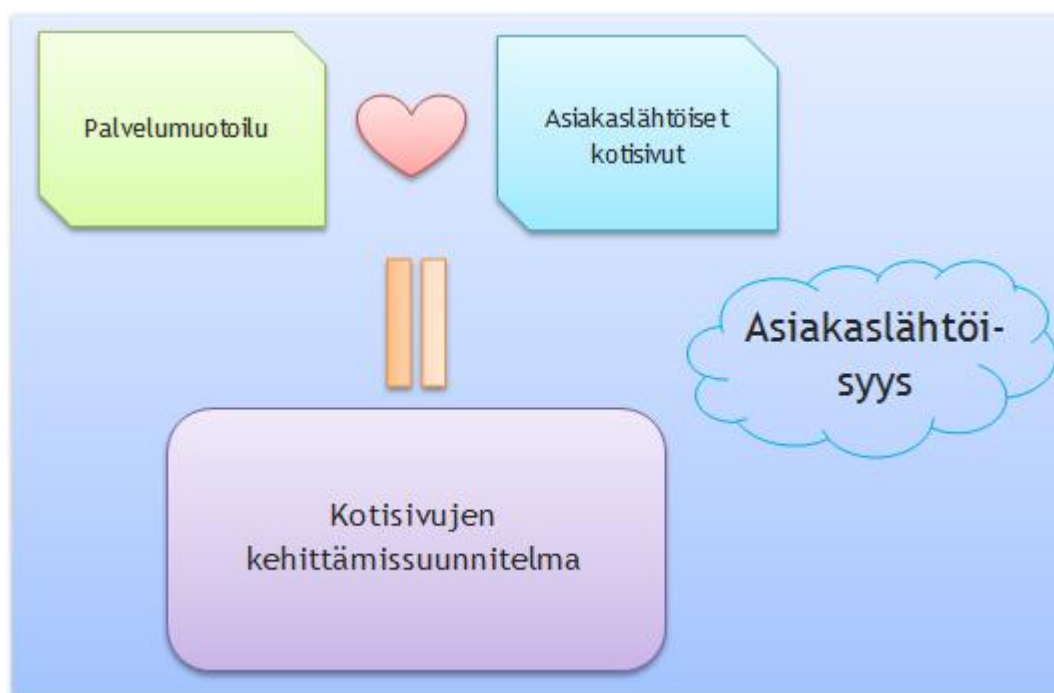 Palvelumuotoilu
Asiakaslähtöiset
kotisivut
Asiakaslähtöi-
syys
Kotisivujen
kehittämissuunnitelma